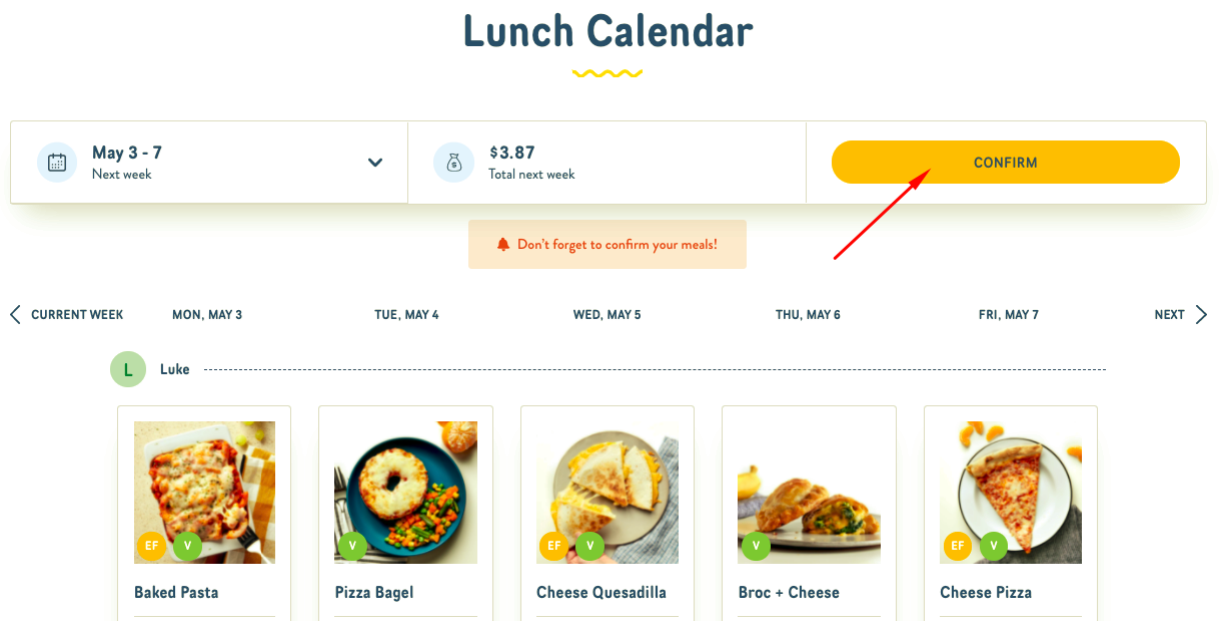 Lunch Calendar
May 3 - 7
Next week
$3.87
Total next week
CONFIRM
Don't forget to confirm your meals!
CURRENT WEEK MON, MAY 3 TUE, MAY 4 WED, MAY 5 THU, MAY 6 FRI, MAY 7 NEXT
L Luke
EF V V EF V V EF V
Baked Pasta Pizza Bagel Cheese Quesadilla Broc + Cheese Cheese Pizza